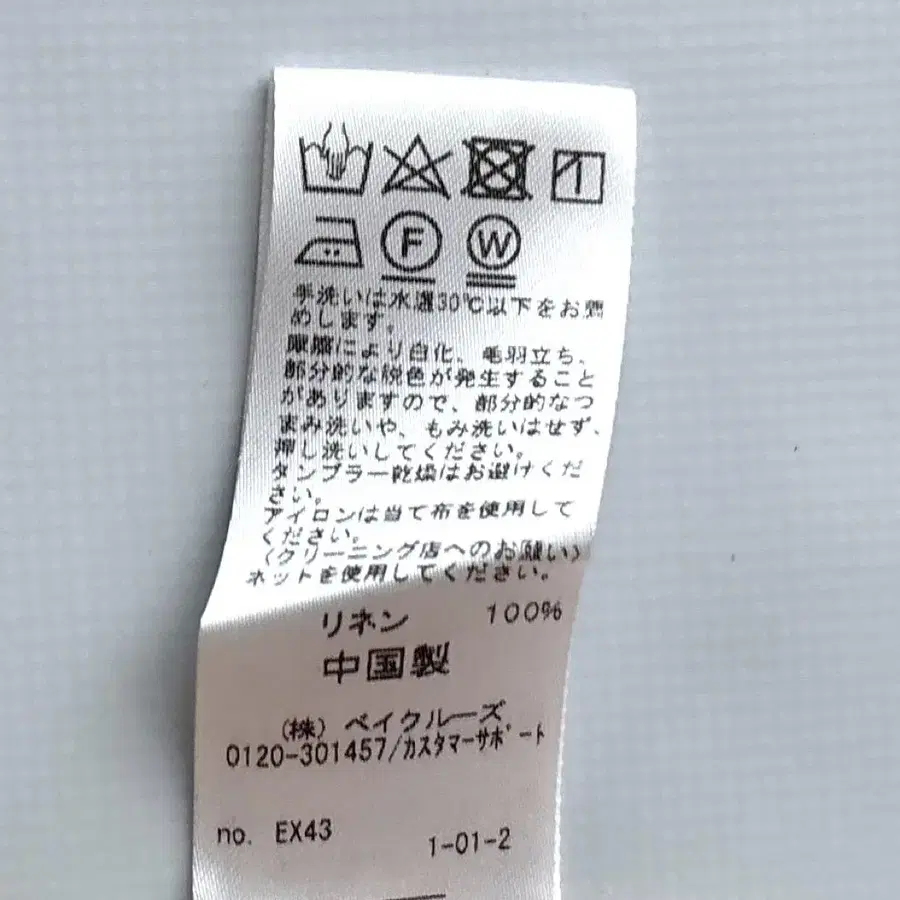 F W
手洗いは水温30℃以下をお薦
めします。
摩擦により白化、毛羽立ち、
部分的な脱色が発生すること
がありますので、部分的なつ
まみ洗いや、もみ洗いはせず、
押し洗いしてください。
タンブラー乾燥はお避けくだ
さい。
アイロンは当て布を使用して
ください。
〈クリーニング店へのお願い〉
ネットを使用してください。
リネン 100%
中国製
(株) ベイクルーズ
0120-301457/カスタマーサポート
no. EX43
1-01-2